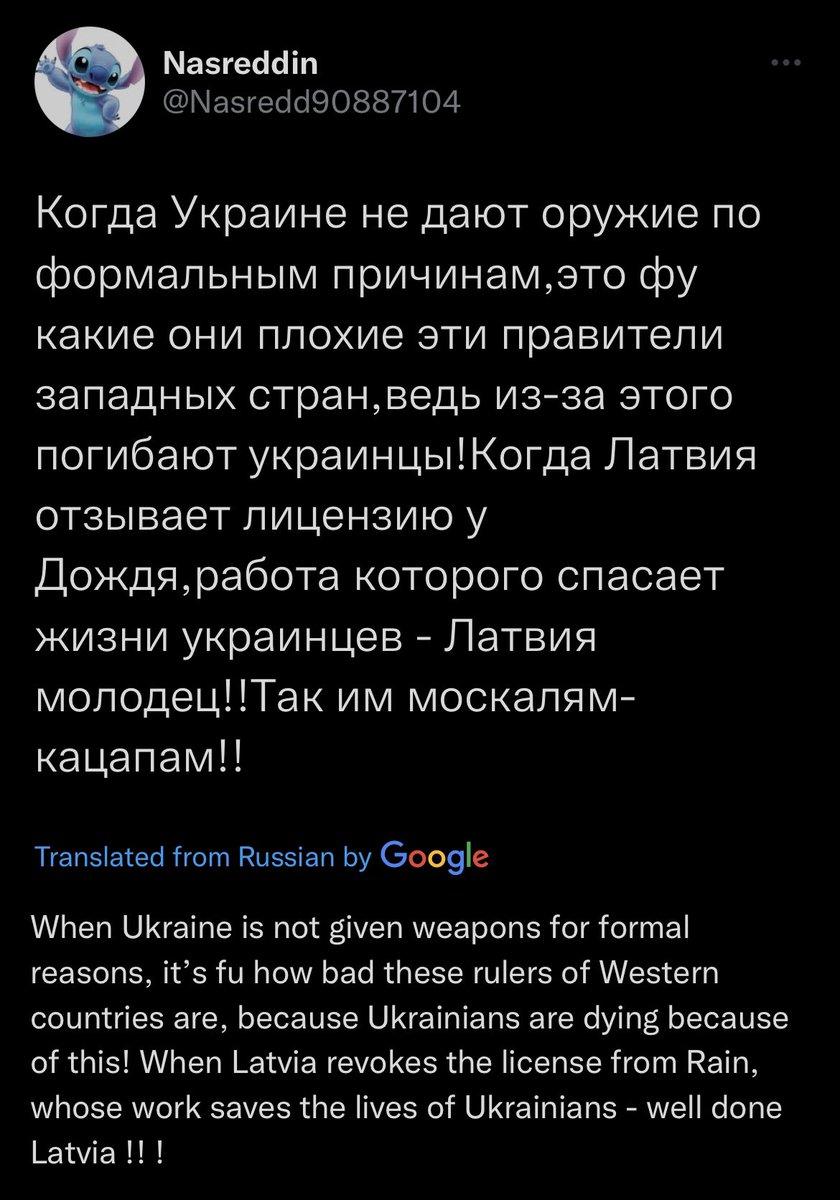 Nasreddin
@Nasredd90887104
Когда Украине не дают оружие по
формальным причинам,это фу
какие они плохие эти правители
западных стран,ведь из-за этого
погибают украинцы!Когда Латвия
отзывает лицензию у
Дождя,работа которого спасает
жизни украинцев - Латвия
молодец!!Так им москалям-
кацапам!!
Translated from Russian by Google
When Ukraine is not given weapons for formal
reasons, it’s fu how bad these rulers of Western
countries are, because Ukrainians are dying because
of this! When Latvia revokes the license from Rain,
whose work saves the lives of Ukrainians - well done
Latvia !! !